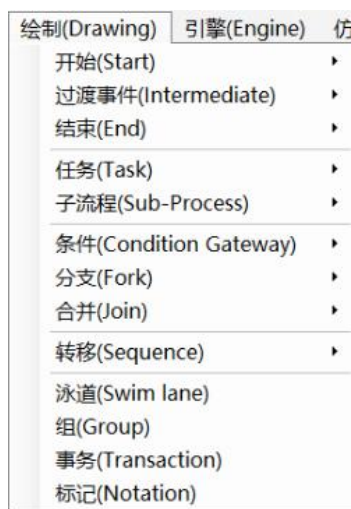 绘制(Drawing) 引擎(Engine) 仿
开始(Start)
过渡事件(Intermediate)
结束(End)
任务(Task)
子流程(Sub-Process)
条件(Condition Gateway)
分支(Fork)
合并(Join)
转移(Sequence)
泳道(Swim lane)
组(Group)
事务(Transaction)
标记(Notation)